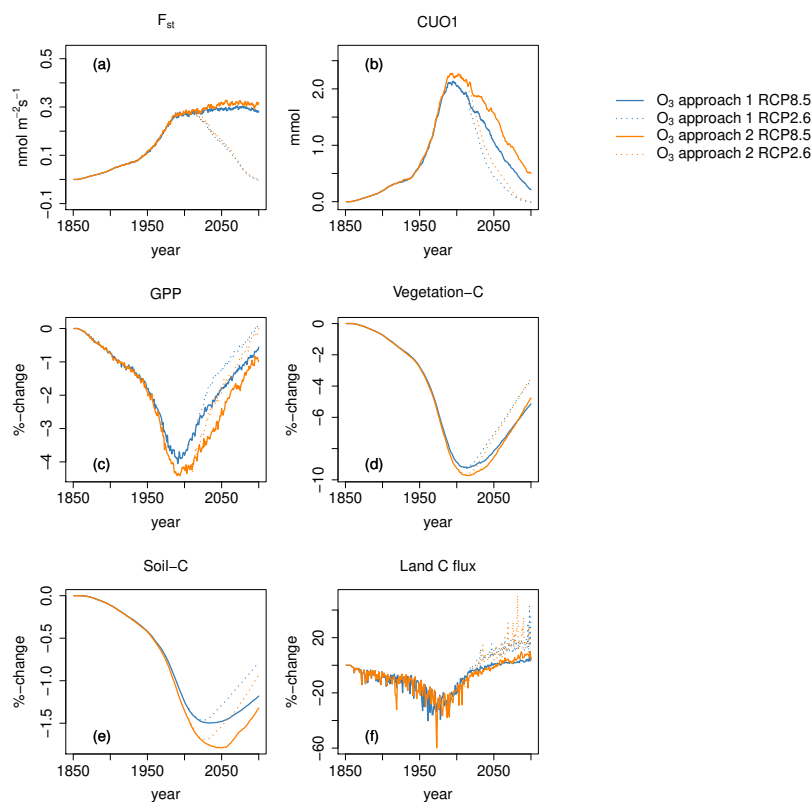 F_st
(a)
nmol m⁻²s⁻¹
−0.1 0.1 0.3 0.5
1850 1950 2050
year
CUO1
(b)
mmol
0.0 1.0 2.0
1850 1950 2050
year
O₃ approach 1 RCP8.5
O₃ approach 1 RCP2.6
O₃ approach 2 RCP8.5
O₃ approach 2 RCP2.6
GPP
(c)
%−change
−4 −3 −2 −1 0
1850 1950 2050
year
Vegetation−C
(d)
%−change
−10 −6 −4 −2 0
1850 1950 2050
year
Soil−C
(e)
%−change
−1.5 −1.0 −0.5 0.0
1850 1950 2050
year
Land C flux
(f)
%−change
−60 −20 20
1850 1950 2050
year